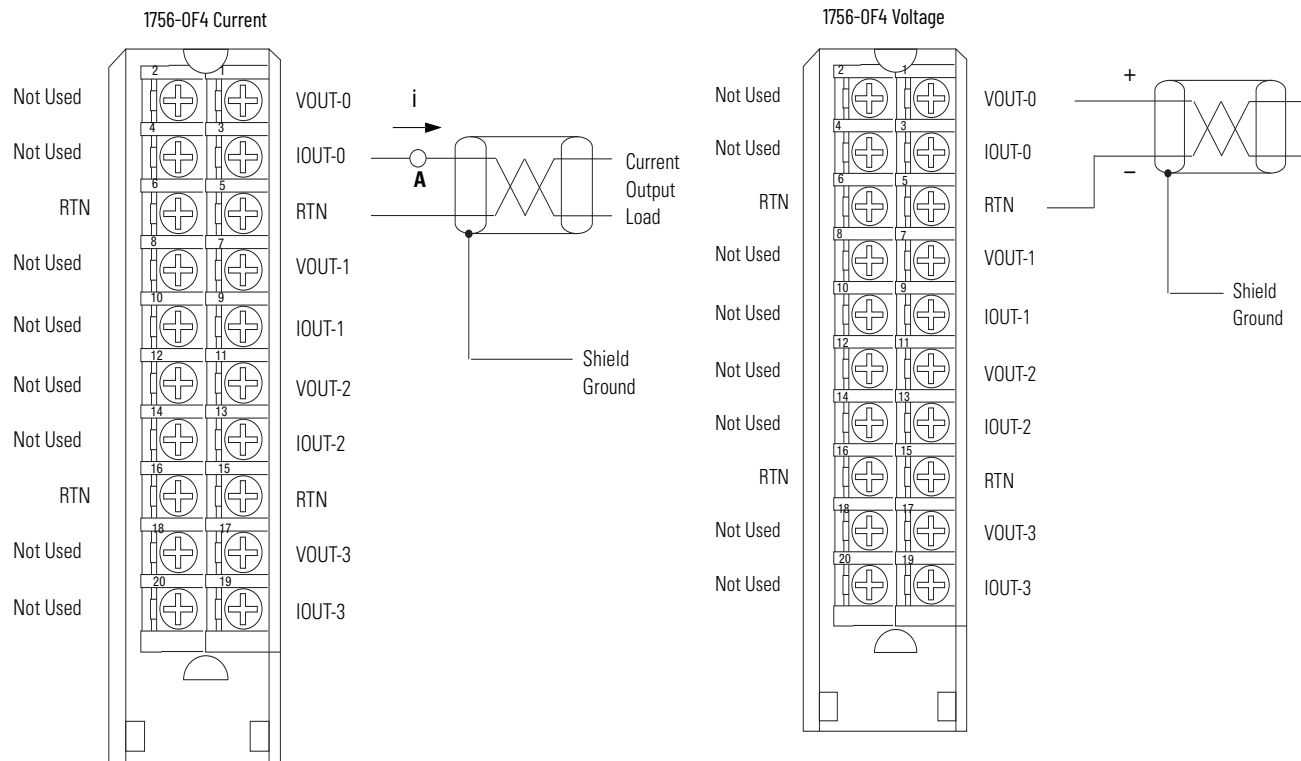 1756-OF4 Current
2 1
Not Used VOUT-0
4 3
Not Used IOUT-0
6 5
RTN RTN
8 7
Not Used VOUT-1
10 9
Not Used IOUT-1
12 11
Not Used VOUT-2
14 13
Not Used IOUT-2
16 15
RTN RTN
18 17
Not Used VOUT-3
20 19
Not Used IOUT-3
i
A
Current
Output
Load
Shield
Ground
1756-OF4 Voltage
2 1
Not Used VOUT-0
4 3
Not Used IOUT-0
6 5
RTN RTN
8 7
Not Used VOUT-1
10 9
Not Used IOUT-1
12 11
Not Used VOUT-2
14 13
Not Used IOUT-2
16 15
RTN RTN
18 17
Not Used VOUT-3
20 19
Not Used IOUT-3
+
–
Shield
Ground